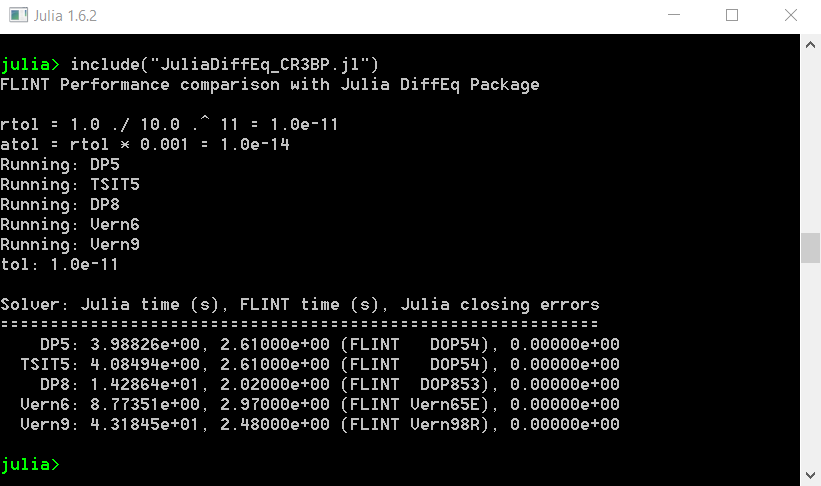 Julia 1.6.2
julia> include("JuliaDiffEq_CR3BP.jl")
FLINT Performance comparison with Julia DiffEq Package
rtol = 1.0 ./ 10.0 .^ 11 = 1.0e-11
atol = rtol * 0.001 = 1.0e-14
Running: DP5
Running: TSIT5
Running: DP8
Running: Vern6
Running: Vern9
tol: 1.0e-11
Solver: Julia time (s), FLINT time (s), Julia closing errors
============================================================
DP5: 3.98826e+00, 2.61000e+00 (FLINT   DOP54), 0.00000e+00
TSIT5: 4.08494e+00, 2.61000e+00 (FLINT   DOP54), 0.00000e+00
DP8: 1.42864e+01, 2.02000e+00 (FLINT  DOP853), 0.00000e+00
Vern6: 8.77351e+00, 2.97000e+00 (FLINT Vern65E), 0.00000e+00
Vern9: 4.31845e+01, 2.48000e+00 (FLINT Vern98R), 0.00000e+00
julia>